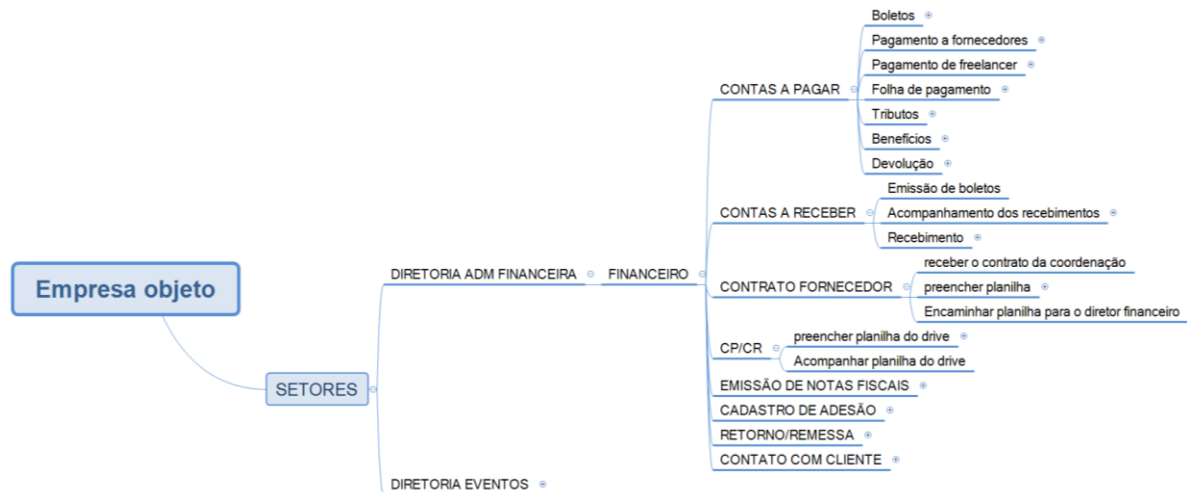 Boletos
Pagamento a fornecedores
Pagamento de freelancer
CONTAS A PAGAR
Folha de pagamento
Tributos
Benefícios
Devolução
Emissão de boletos
CONTAS A RECEBER
Acompanhamento dos recebimentos
Recebimento
Empresa objeto
DIRETORIA ADM FINANCEIRA
FINANCEIRO
receber o contrato da coordenação
CONTRATO FORNECEDOR
preencher planilha
Encaminhar planilha para o diretor financeiro
CP/CR
preencher planilha do drive
Acompanhar planilha do drive
SETORES
EMISSÃO DE NOTAS FISCAIS
CADASTRO DE ADESÃO
RETORNO/REMESSA
CONTATO COM CLIENTE
DIRETORIA EVENTOS